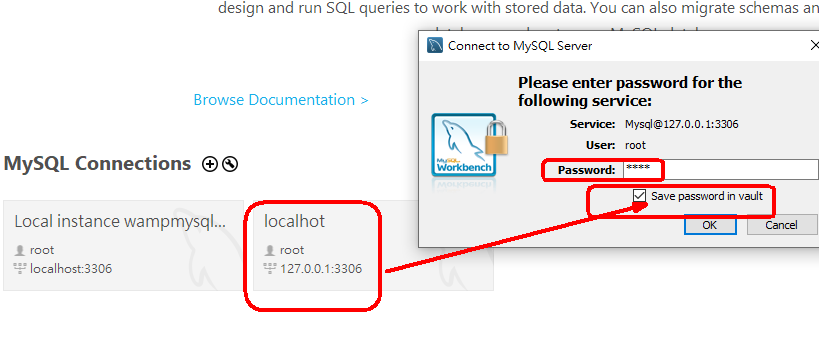 design and run SQL queries to work with stored data. You can also migrate schemas an
Browse Documentation >
MySQL Connections
Local instance wampmysql...
root
localhost:3306
localhot
root
127.0.0.1:3306
Connect to MySQL Server
Please enter password for the
following service:
Service: Mysql@127.0.0.1:3306
User: root
Password: ****
Save password in vault
OK
Cancel
MySQL
Workbench